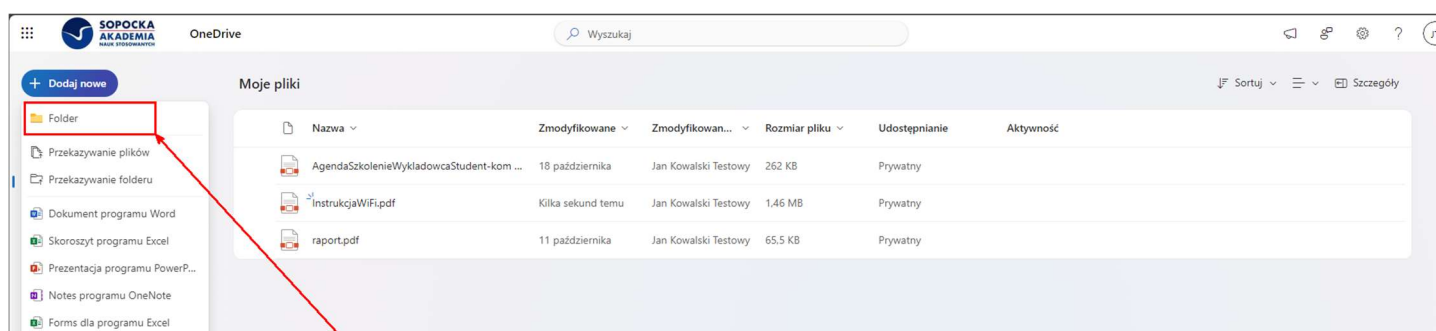 SOPOCKA
AKADEMIA
NAUK STOSOWANYCH
OneDrive
Wyszukaj
?
+ Dodaj nowe
Moje pliki
Sortuj
Szczegóły
Folder
Przekazywanie plików
Przekazywanie folderu
Dokument programu Word
Skoroszyt programu Excel
Prezentacja programu PowerP...
Notes programu OneNote
Forms dla programu Excel
Nazwa Zmodyfikowane Zmodyfikowan... Rozmiar pliku Udostępnianie Aktywność
AgendaSzkolenieWykladowcaStudent-kom ... 18 października Jan Kowalski Testowy 262 KB Prywatny
InstrukcjaWiFi.pdf Kilka sekund temu Jan Kowalski Testowy 1,46 MB Prywatny
raport.pdf 11 października Jan Kowalski Testowy 65,5 KB Prywatny